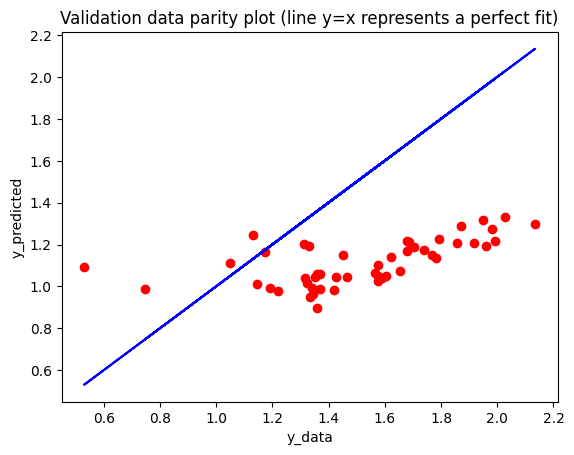 Validation data parity plot (line y=x represents a perfect fit)
2.2
2.0
1.8
1.6
1.4
1.2
1.0
0.8
0.6
y_predicted
0.6 0.8 1.0 1.2 1.4 1.6 1.8 2.0 2.2
y_data